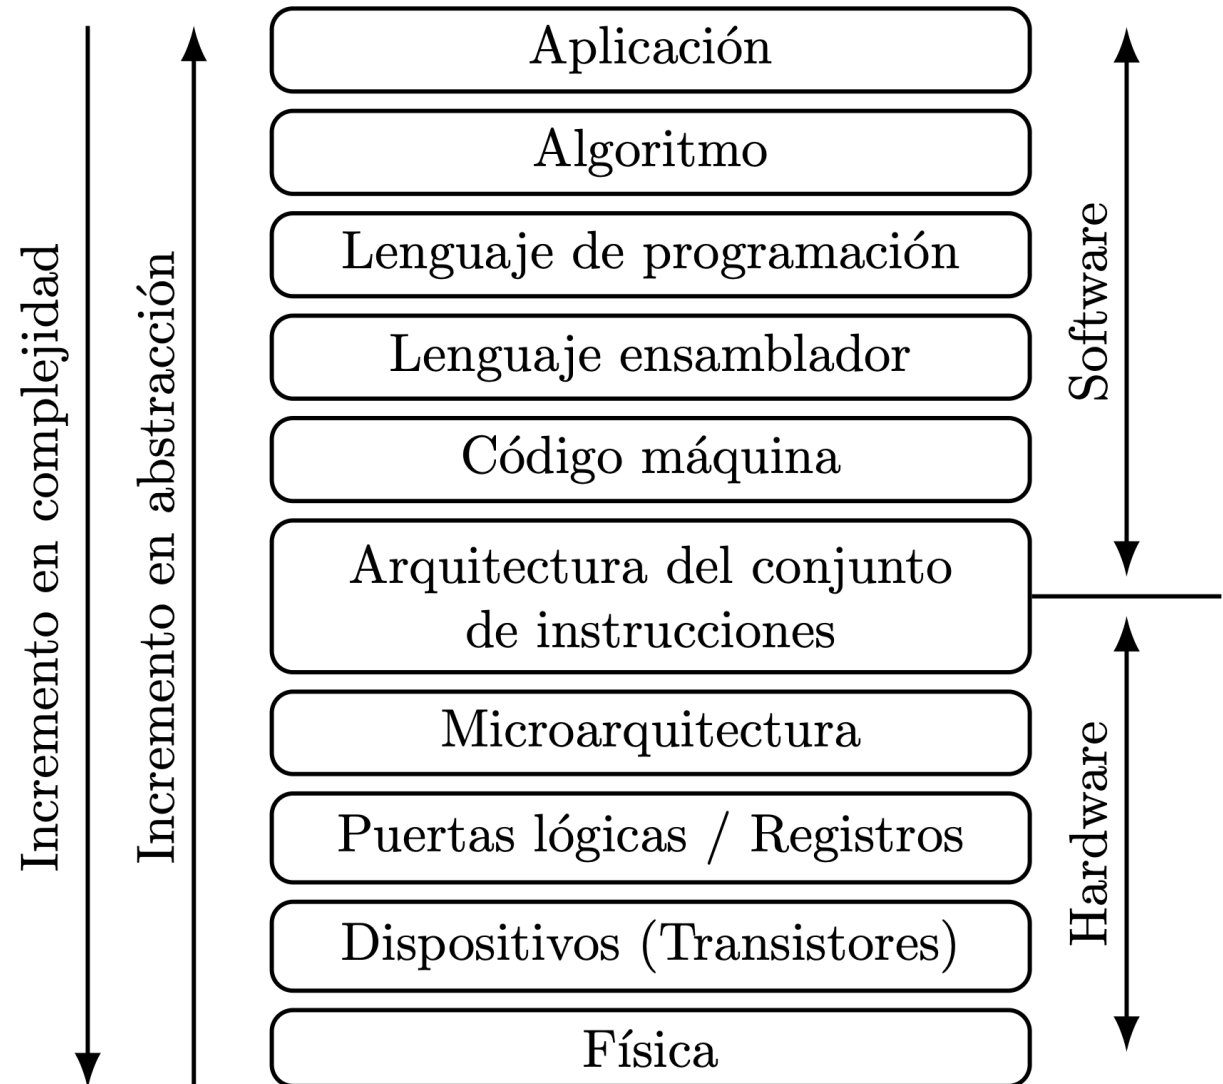 Aplicación
Algoritmo
Lenguaje de programación
Lenguaje ensamblador
Código máquina
Arquitectura del conjunto
de instrucciones
Microarquitectura
Puertas lógicas / Registros
Dispositivos (Transistores)
Física
Incremento en complejidad
Incremento en abstracción
Software
Hardware